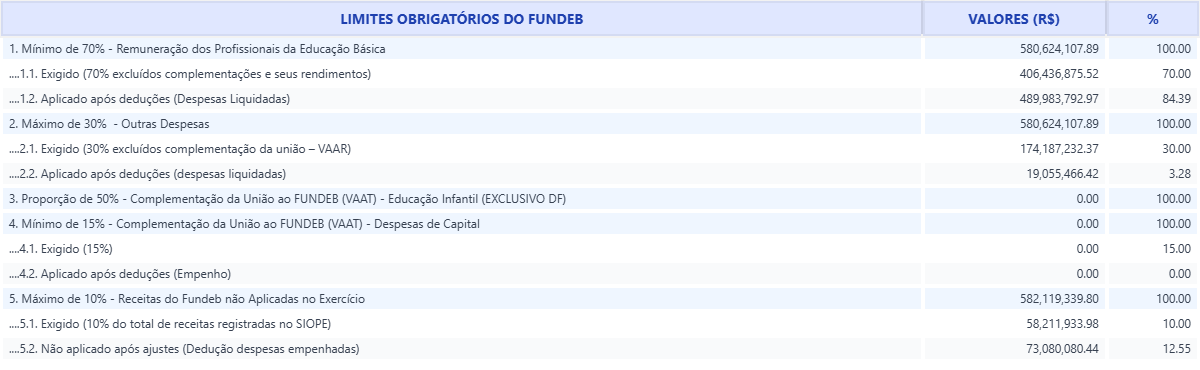 LIMITES OBRIGATÓRIOS DO FUNDEB VALORES (R$) %
1. Mínimo de 70% - Remuneração dos Profissionais da Educação Básica 580,624,107.89 100.00
....1.1. Exigido (70% excluídos complementações e seus rendimentos) 406,436,875.52 70.00
....1.2. Aplicado após deduções (Despesas Liquidadas) 489,983,792.97 84.39
2. Máximo de 30% - Outras Despesas 580,624,107.89 100.00
....2.1. Exigido (30% excluídos complementação da união – VAAR) 174,187,232.37 30.00
....2.2. Aplicado após deduções (despesas liquidadas) 19,055,466.42 3.28
3. Proporção de 50% - Complementação da União ao FUNDEB (VAAT) - Educação Infantil (EXCLUSIVO DF) 0.00 100.00
4. Mínimo de 15% - Complementação da União ao FUNDEB (VAAT) - Despesas de Capital 0.00 100.00
....4.1. Exigido (15%) 0.00 15.00
....4.2. Aplicado após deduções (Empenho) 0.00 0.00
5. Máximo de 10% - Receitas do Fundeb não Aplicadas no Exercício 582,119,339.80 100.00
....5.1. Exigido (10% do total de receitas registradas no SIOPE) 58,211,933.98 10.00
....5.2. Não aplicado após ajustes (Dedução despesas empenhadas) 73,080,080.44 12.55